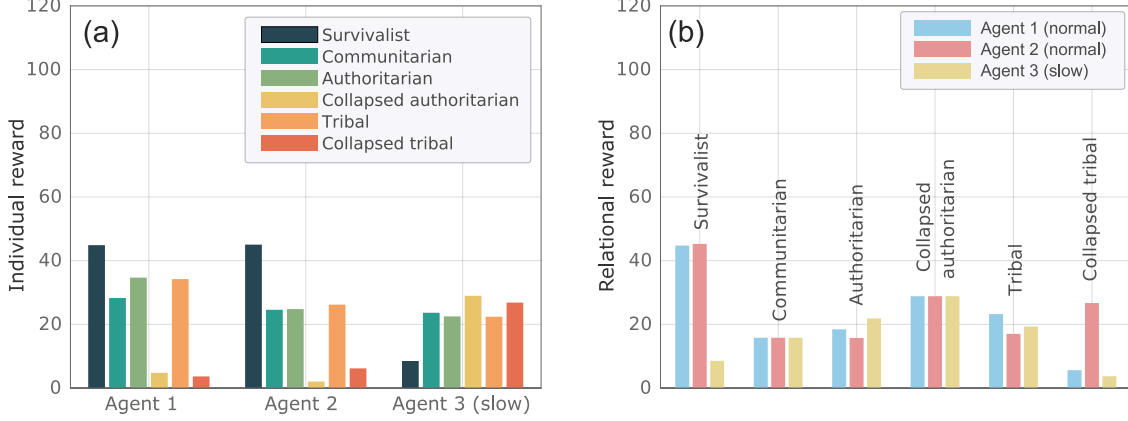 (a)
Individual reward
120
100
80
60
40
20
0
Survivalist
Communitarian
Authoritarian
Collapsed authoritarian
Tribal
Collapsed tribal
Agent 1
Agent 2
Agent 3 (slow)
(b)
Relational reward
120
100
80
60
40
20
0
Agent 1 (normal)
Agent 2 (normal)
Agent 3 (slow)
Survivalist
Communitarian
Authoritarian
Collapsed
authoritarian
Tribal
Collapsed tribal